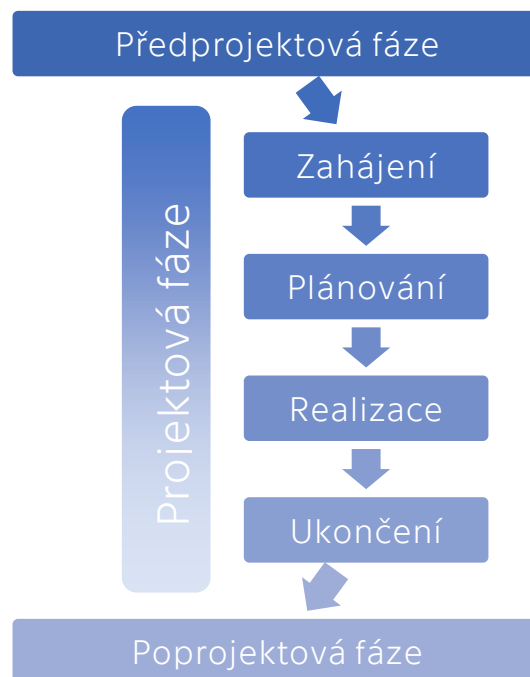 Předprojektová fáze
Projektová fáze
Zahájení
Plánování
Realizace
Ukončení
Poprojektová fáze